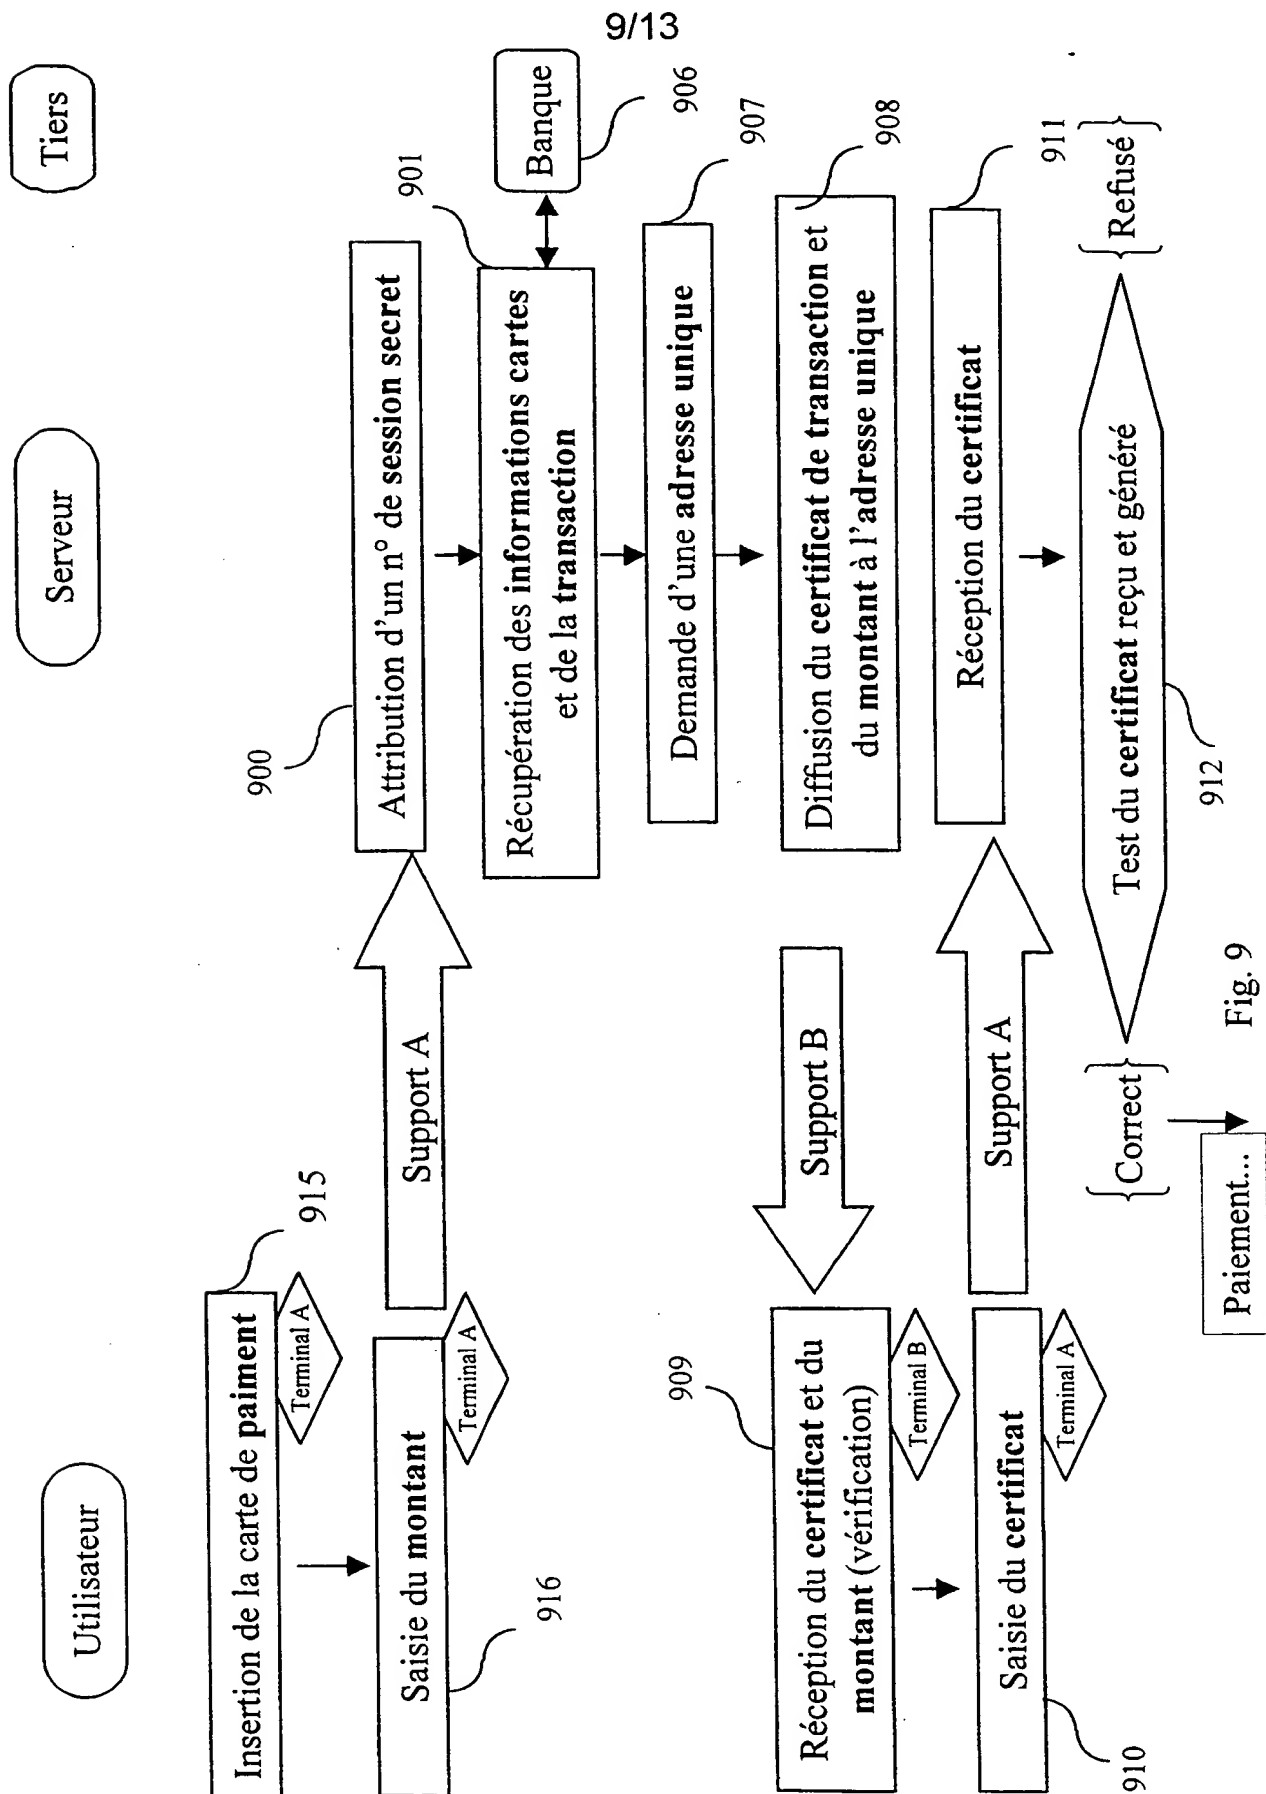 9/13
Utilisateur
Serveur
Tiers
Insertion de la carte de paiment
915
Terminal A
Saisie du montant
916
Terminal A
Support A
900
Attribution d'un n° de session secret
901
Récupération des informations cartes
et de la transaction
Banque
906
Demande d'une adresse unique
907
Diffusion du certificat de transaction et
du montant à l'adresse unique
908
Support B
909
Réception du certificat et du
montant (vérification)
Terminal B
Saisie du certificat
910
Terminal A
Support A
Réception du certificat
911
Test du certificat reçu et généré
912
Correct
Refusé
Paiement...
Fig. 9